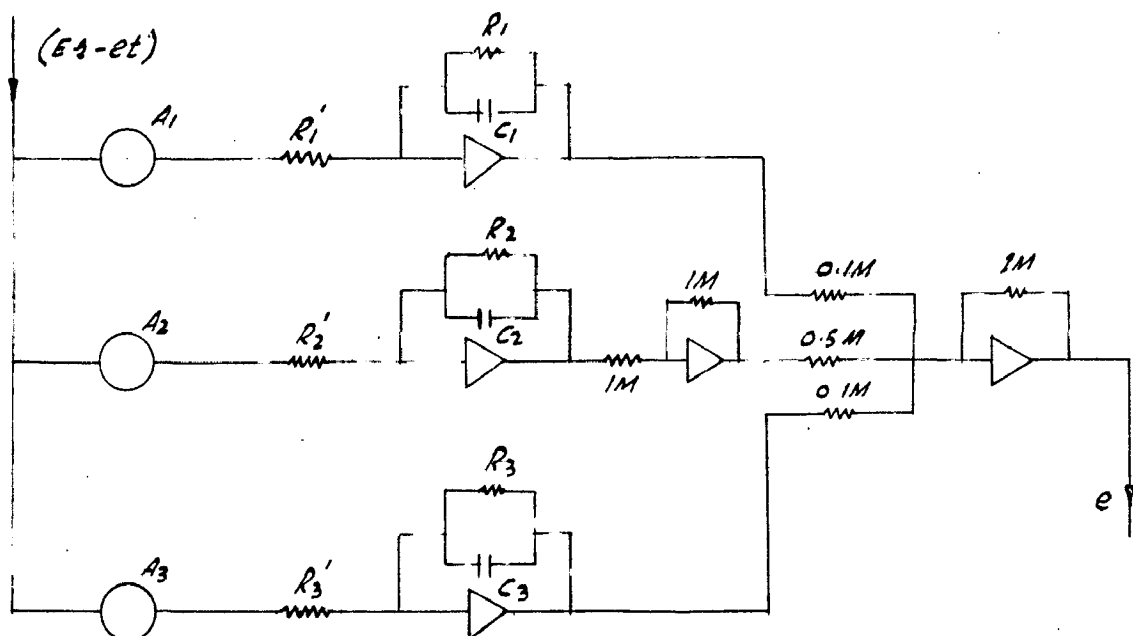 (Eq-et)
A1
R1'
R1
C1
A2
R2'
R2
C2
1M
1M
0.1M
0.5M
0.1M
1M
A3
R3'
R3
C3
e